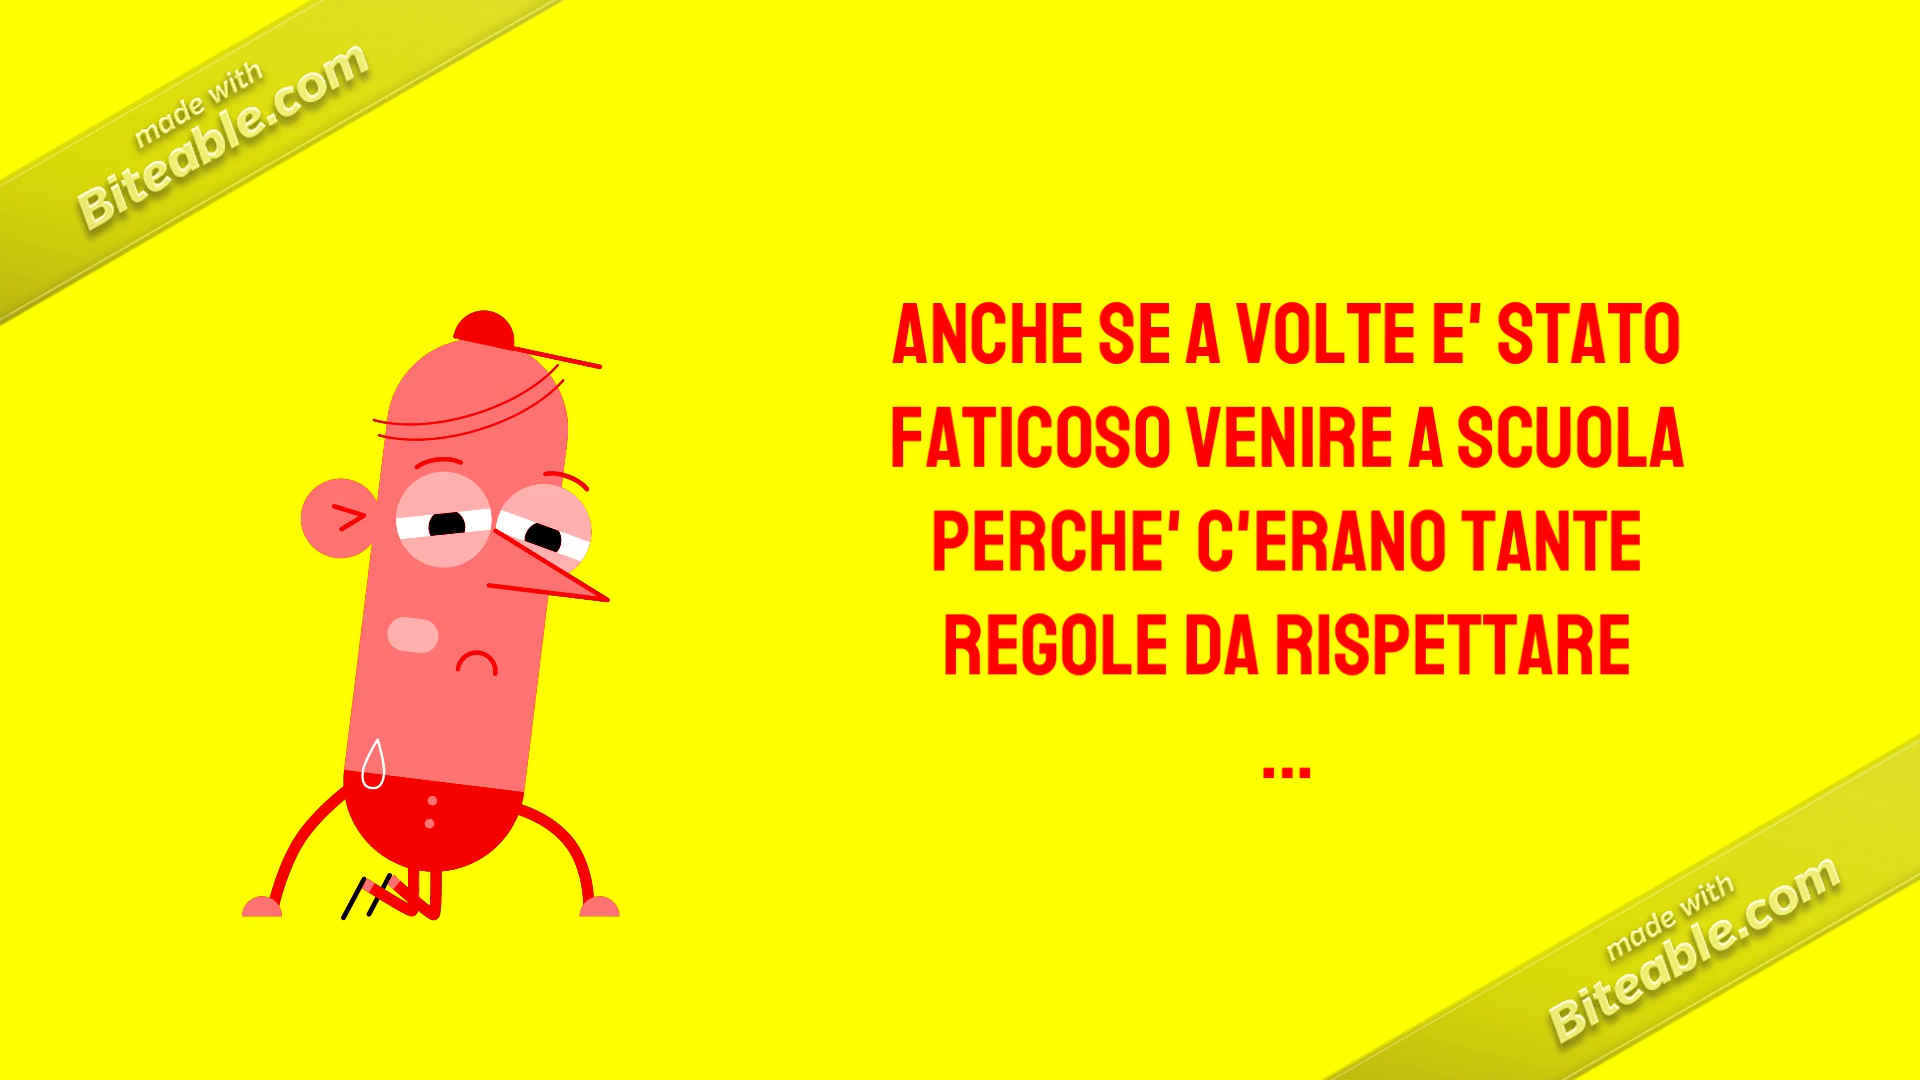 made with
Biteable.com
ANCHE SE A VOLTE E' STATO
FATICOSO VENIRE A SCUOLA
PERCHE' C'ERANO TANTE
REGOLE DA RISPETTARE
...
made with
Biteable.com